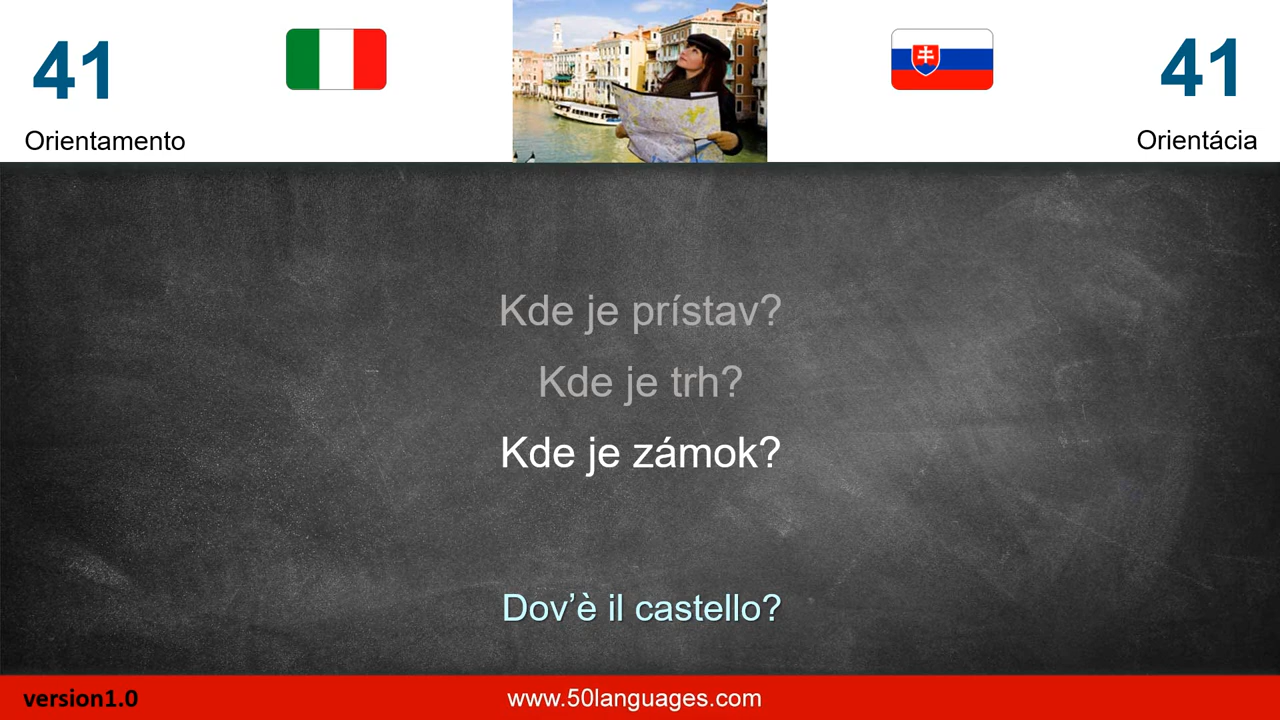 41
41
Orientamento
Orientácia
Kde je prístav?
Kde je trh?
Kde je zámok?
Dov’è il castello?
version1.0
www.50languages.com